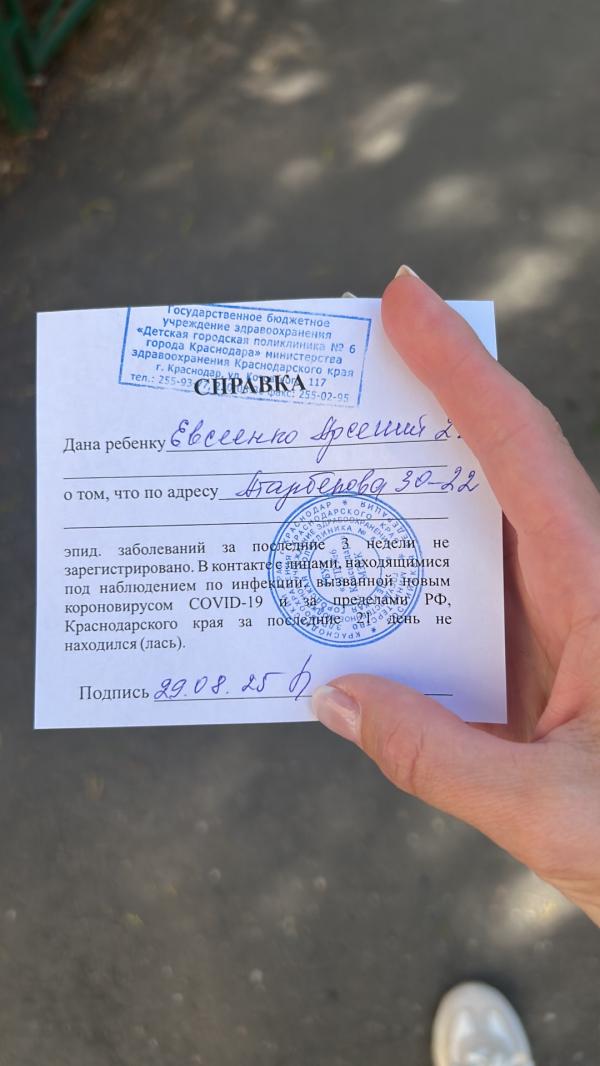 Государственное бюджетное
учреждение здравоохранения
«Детская городская поликлиника № 6
города Краснодара» министерства
здравоохранения Краснодарского края
г. Краснодар, ул. 117
тел.: 255-93 факс: 255-02-95
СПРАВКА
Дана ребенку Евсеенко Арсений 2
о том, что по адресу Атарбекова 30-22
эпид. заболеваний за последние 3 недели не
зарегистрировано. В контакте с лицами, находящимися
под наблюдением по инфекции, вызванной новым
короновирусом COVID-19 и за пределами РФ,
Краснодарского края за последние 21 день не
находился (лась).
Подпись 29.08.25